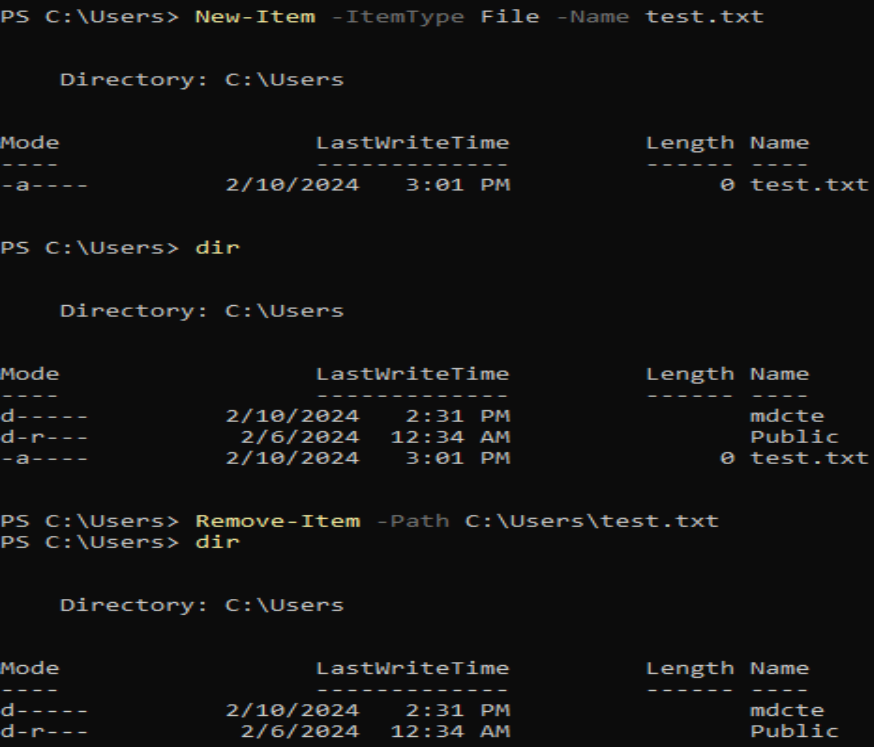 PS C:\Users> New-Item -ItemType File -Name test.txt
Directory: C:\Users
Mode                 LastWriteTime         Length Name
----                 -------------         ------ ----
-a----         2/10/2024   3:01 PM              0 test.txt
PS C:\Users> dir
Directory: C:\Users
Mode                 LastWriteTime         Length Name
----                 -------------         ------ ----
d-----         2/10/2024   2:31 PM                mdcte
d-r---          2/6/2024  12:34 AM                Public
-a----         2/10/2024   3:01 PM              0 test.txt
PS C:\Users> Remove-Item -Path C:\Users\test.txt
PS C:\Users> dir
Directory: C:\Users
Mode                 LastWriteTime         Length Name
----                 -------------         ------ ----
d-----         2/10/2024   2:31 PM                mdcte
d-r---          2/6/2024  12:34 AM                Public